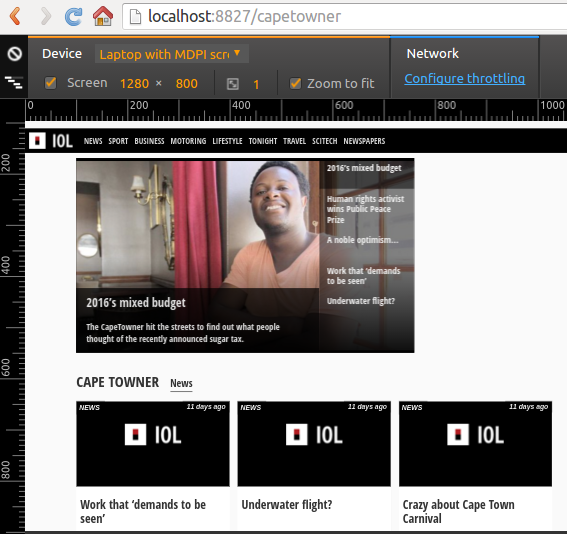 localhost:8827/capetowner
Device Laptop with MDPI scre Network
Screen 1280 × 800 1 Zoom to fit Configure throttling
0 200 400 600 800 1000
IOL NEWS SPORT BUSINESS MOTORING LIFESTYLE TONIGHT TRAVEL SCITECH NEWSPAPERS
200
400
600
800
2016's mixed budget
Human rights activist
wins Public Peace
Prize
A noble optimism...
Work that 'demands
to be seen'
Underwater flight?
2016's mixed budget
The CapeTowner hit the streets to find out what people
thought of the recently announced sugar tax.
CAPE TOWNER News
NEWS 11 days ago
IOL
Work that 'demands to be
seen'
NEWS 11 days ago
IOL
Underwater flight?
NEWS 11 days ago
IOL
Crazy about Cape Town
Carnival